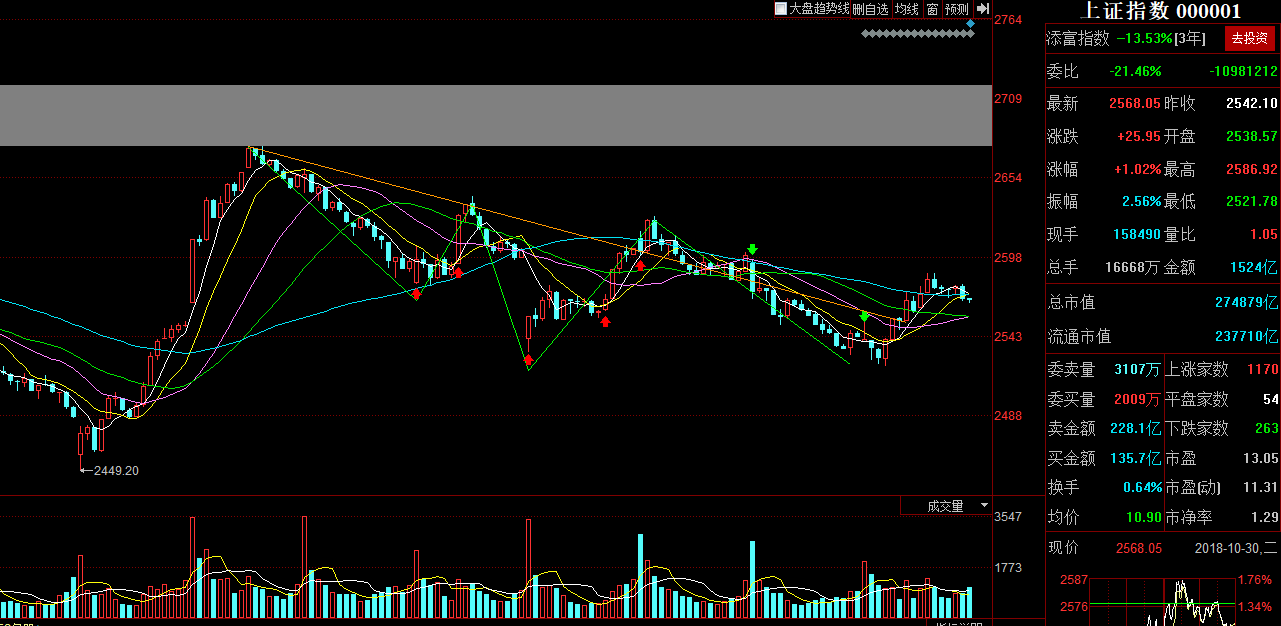 大盘趋势线 删自选 均线 窗 预测
2764
2709
2654
2598
2543
2488
2449.20
成交量
3547
1773
上证指数 000001
添富指数 -13.53%[3年] 去投资
委比 -21.46% -10981212
最新 2568.05 昨收 2542.10
涨跌 +25.95 开盘 2538.57
涨幅 +1.02% 最高 2586.92
振幅 2.56% 最低 2521.78
现手 158490 量比 1.05
总手 16668万 金额 1524亿
总市值 274879亿
流通市值 237710亿
委卖量 3107万 上涨家数 1170
委买量 2009万 平盘家数 54
卖金额 228.1亿 下跌家数 263
买金额 135.7亿 市盈 13.05
换手 0.64% 市盈(动) 11.31
均价 10.90 市净率 1.29
现价 2568.05 2018-10-30,二
2587 1.76%
2576 1.34%